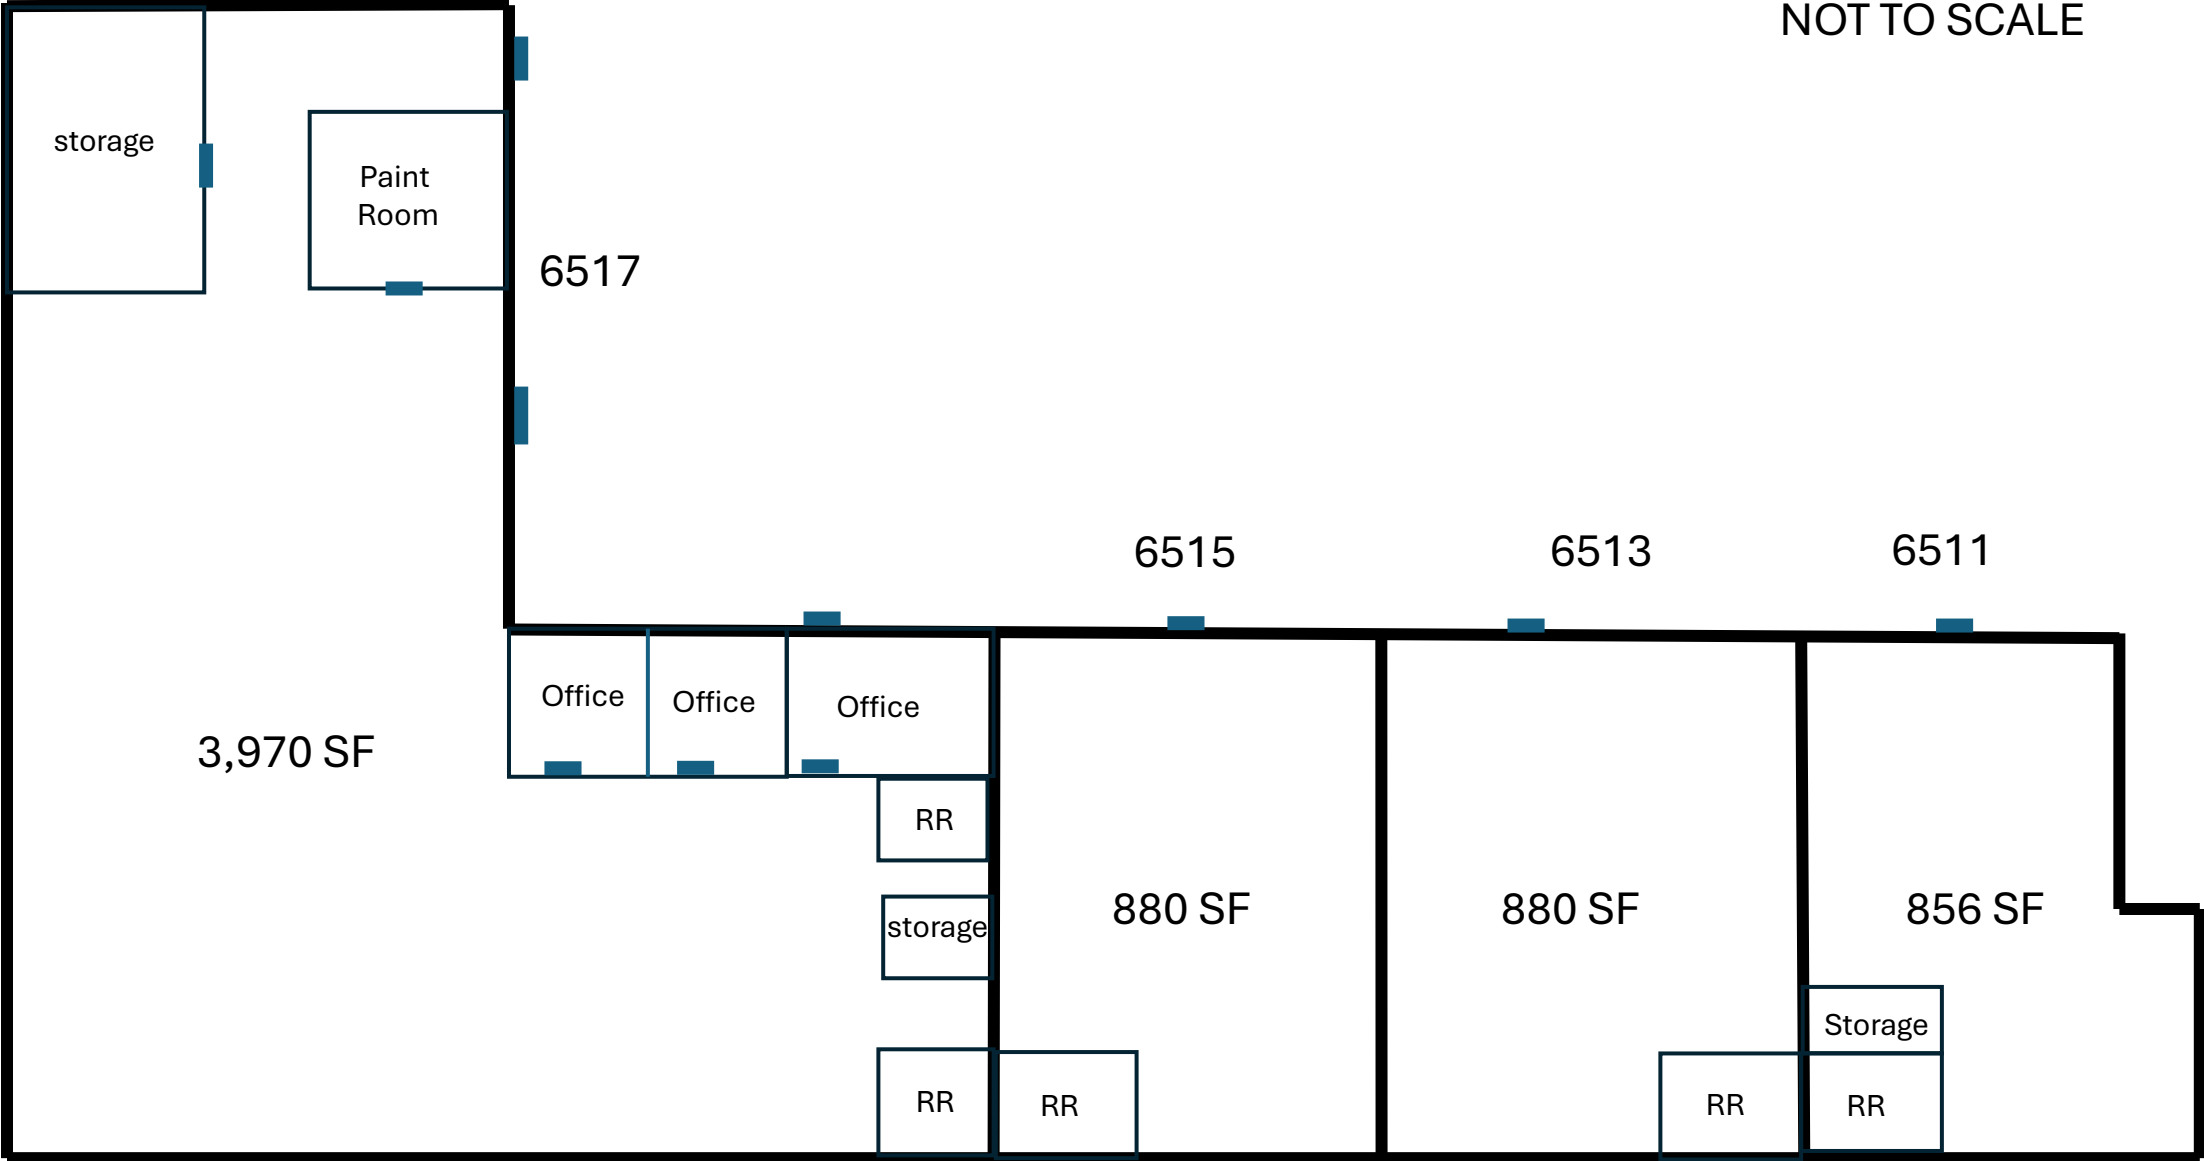 NOT TO SCALE
storage
Paint
Room
6517
6515
6513
6511
Office
Office
Office
3,970 SF
RR
880 SF
880 SF
856 SF
storage
Storage
RR
RR
RR
RR